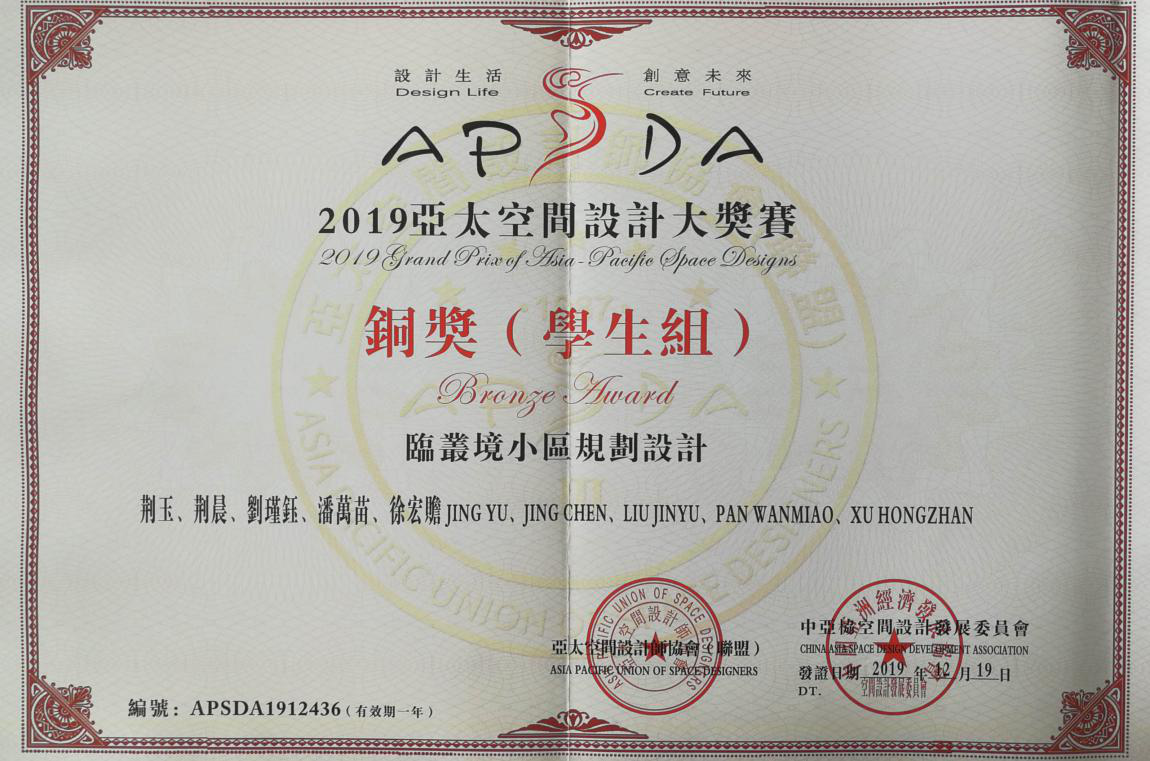 設計生活 創意未來
Design Life Create Future
APSDA
2019亞太空間設計大獎賽
2019 Grand Prix of Asia-Pacific Space Designs
銅獎（學生組）
Bronze Award
臨叢境小區規劃設計
荆玉、荆晨、劉瑾鈺、潘萬苗、徐宏贍 JING YU、JING CHEN、LIU JINYU、PAN WANMIAO、XU HONGZHAN
亞太空間設計師協會（聯盟）
ASIA PACIFIC UNION OF SPACE DESIGNERS
中亞協空間設計發展委員會
CHINA ASIA SPACE DESIGN DEVELOPMENT ASSOCIATION
發證日期 2019 年 12 月 19 日
DT.
編號：APSDA1912436（有效期一年）